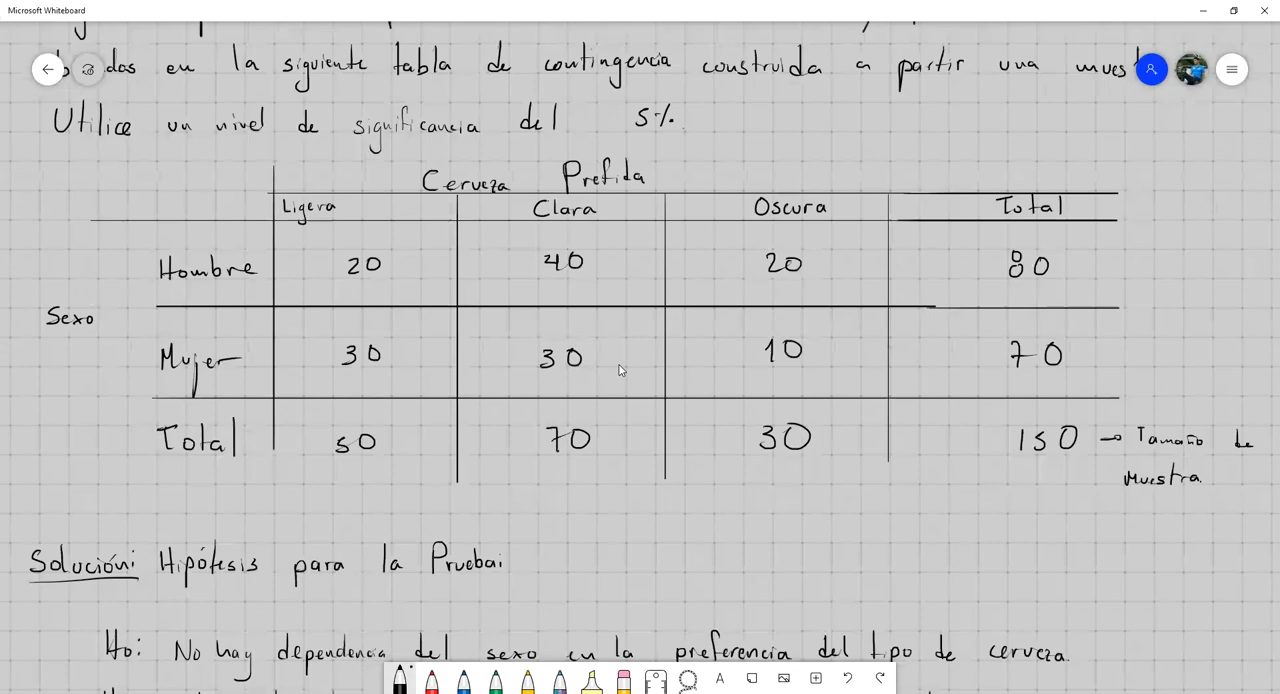 Microsoft Whiteboard
en la siguiente tabla de contingencia construida a partir una
Utilice un nivel de significancia del 5%.
Cerveza Prefida
Ligera Clara Oscura Total
Hombre 20 40 20 80
Sexo
Mujer 30 30 10 70
Total 50 70 30 150 → Tamaño de
muestra.
Solución: Hipótesis para la Prueba:
Ho: No hay dependencia del sexo en la preferencia del tipo de cerveza.
A